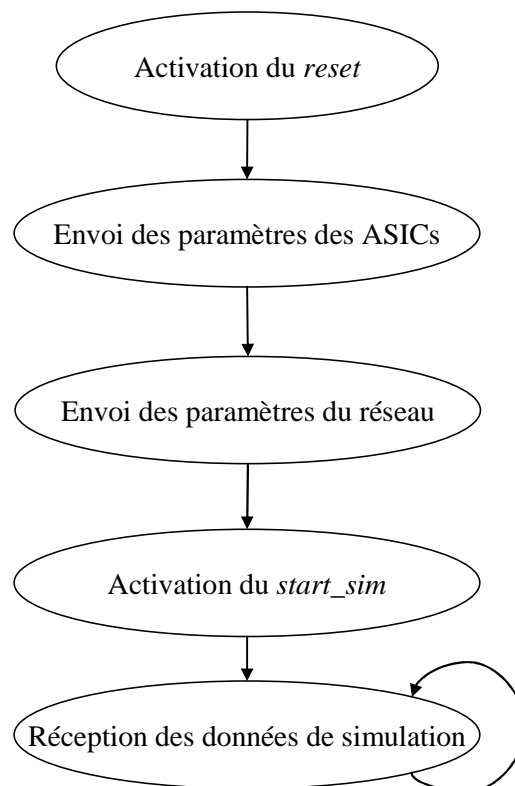 Activation du reset
Envoi des paramètres des ASICs
Envoi des paramètres du réseau
Activation du start_sim
Réception des données de simulation